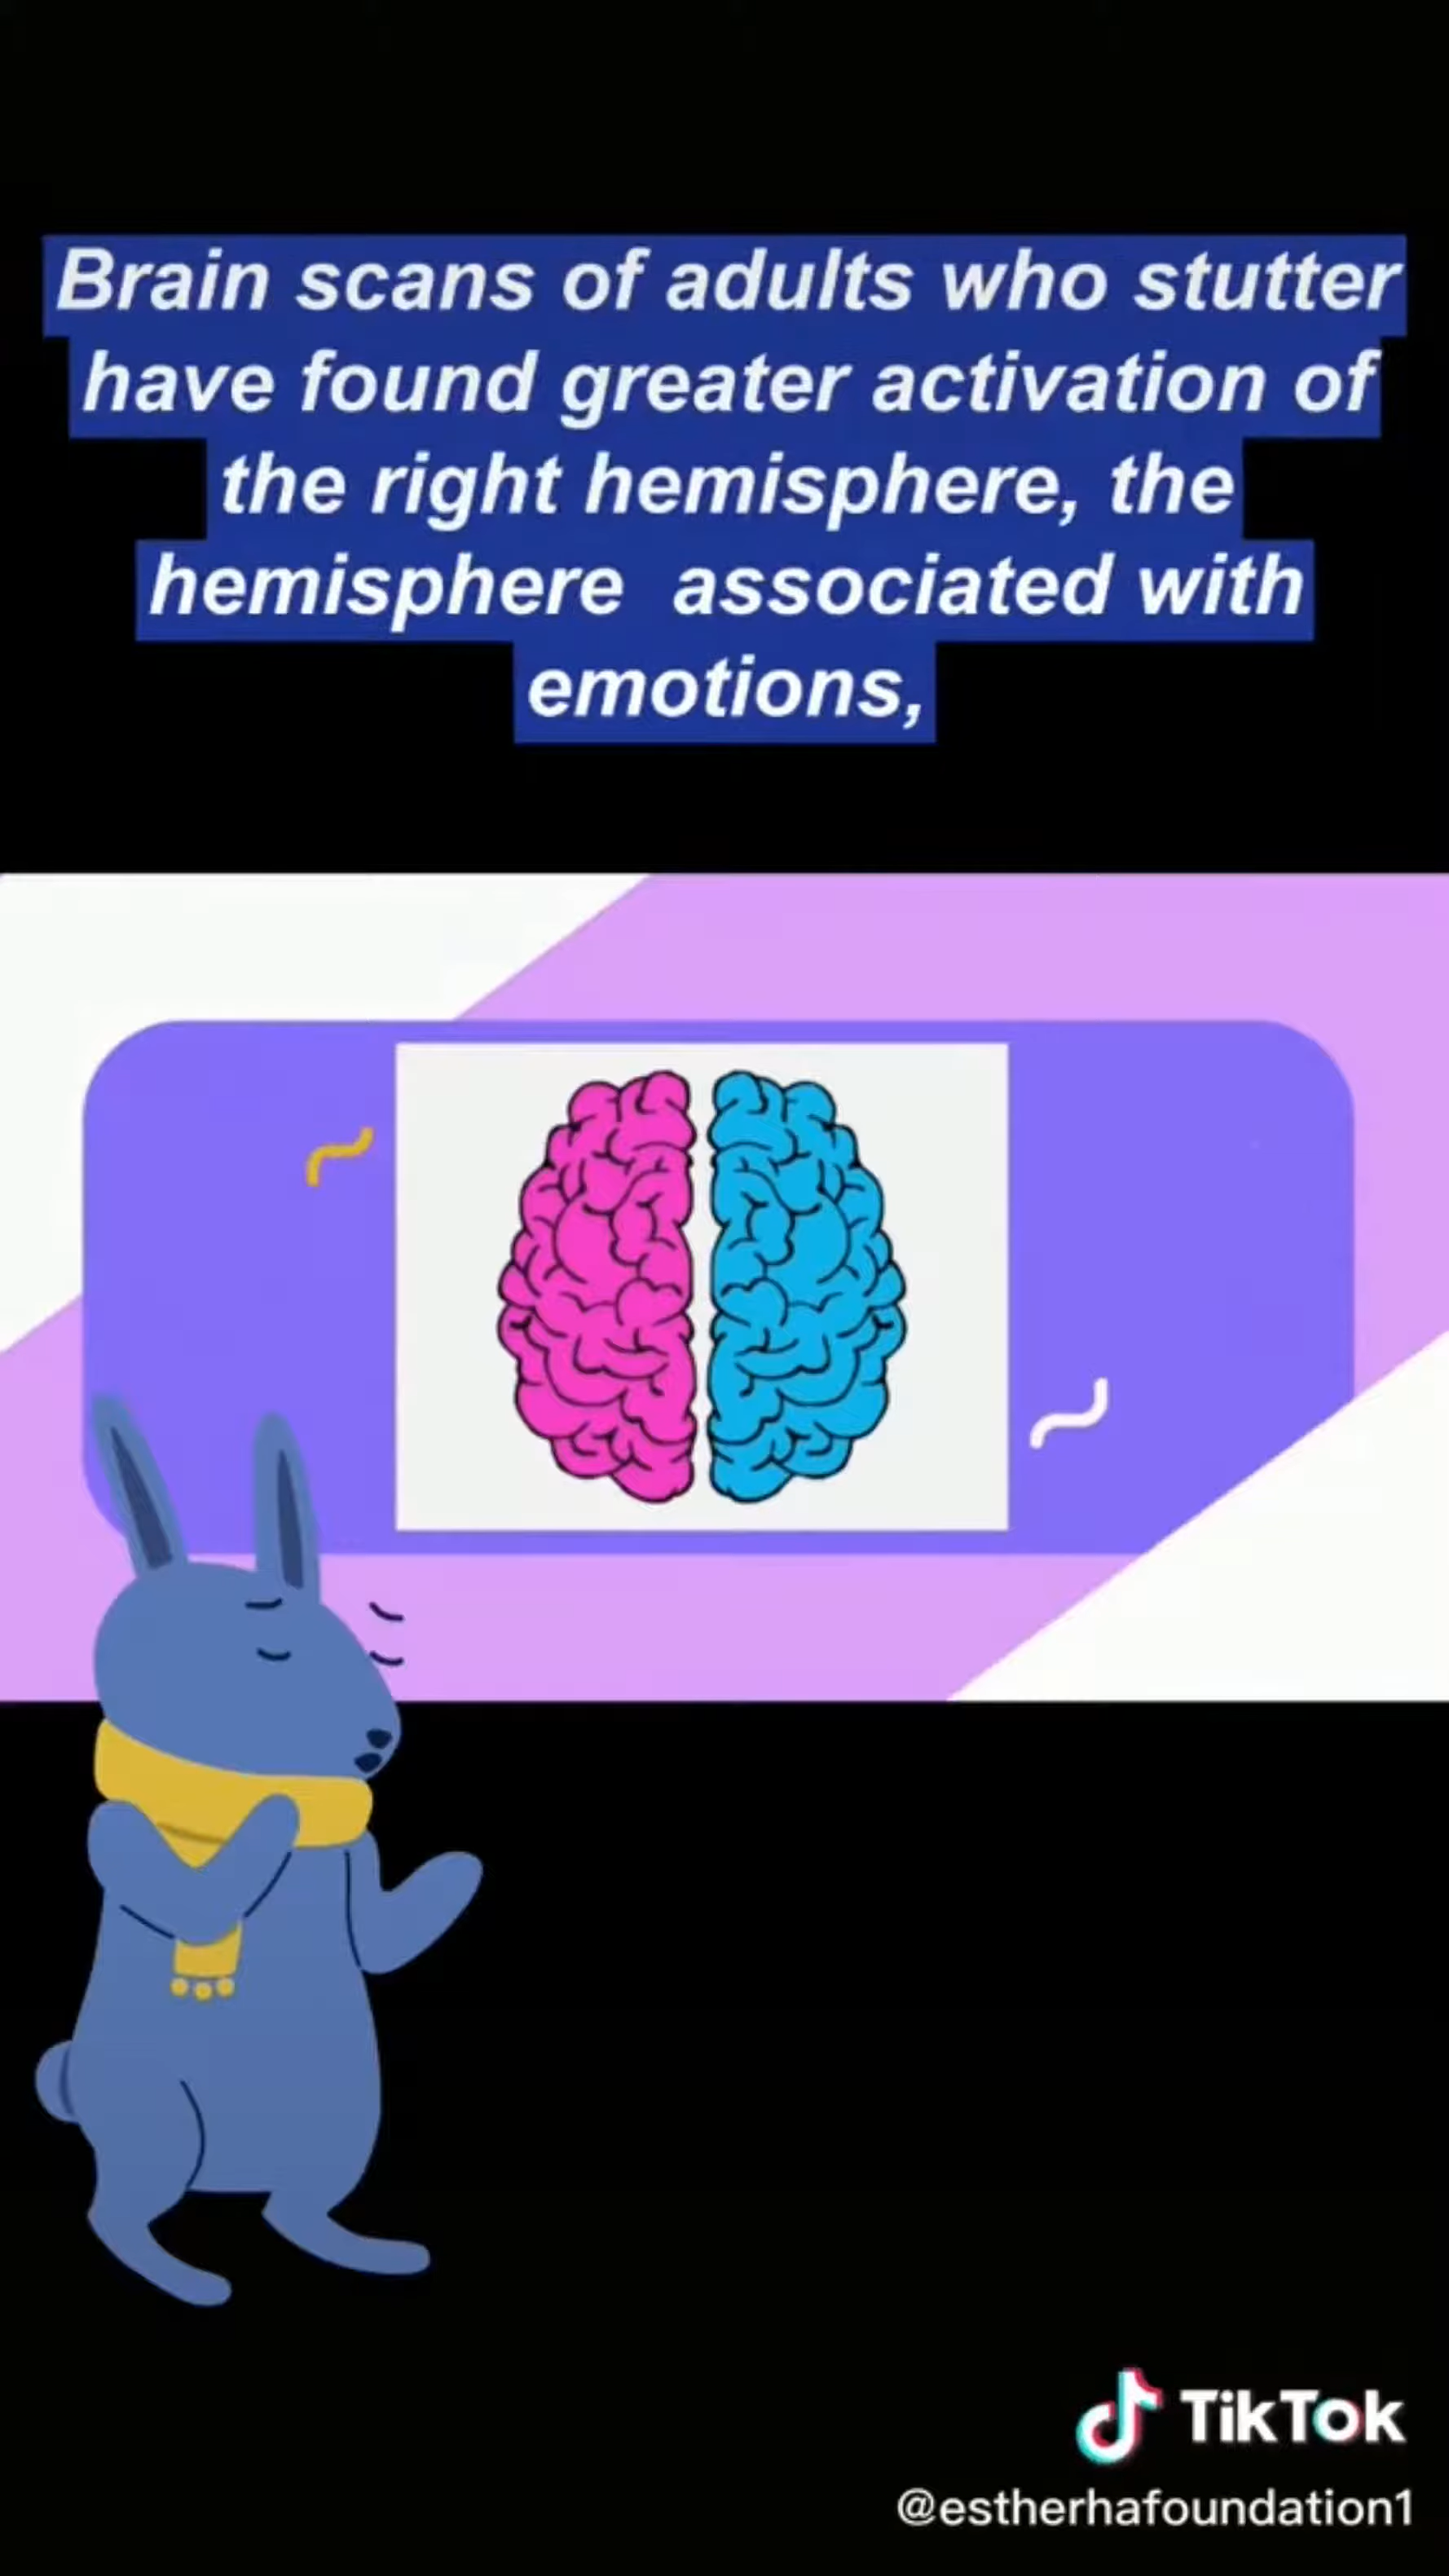 Brain scans of adults who stutter
have found greater activation of
the right hemisphere, the
hemisphere associated with
emotions,
TikTok
@estherhafoundation1